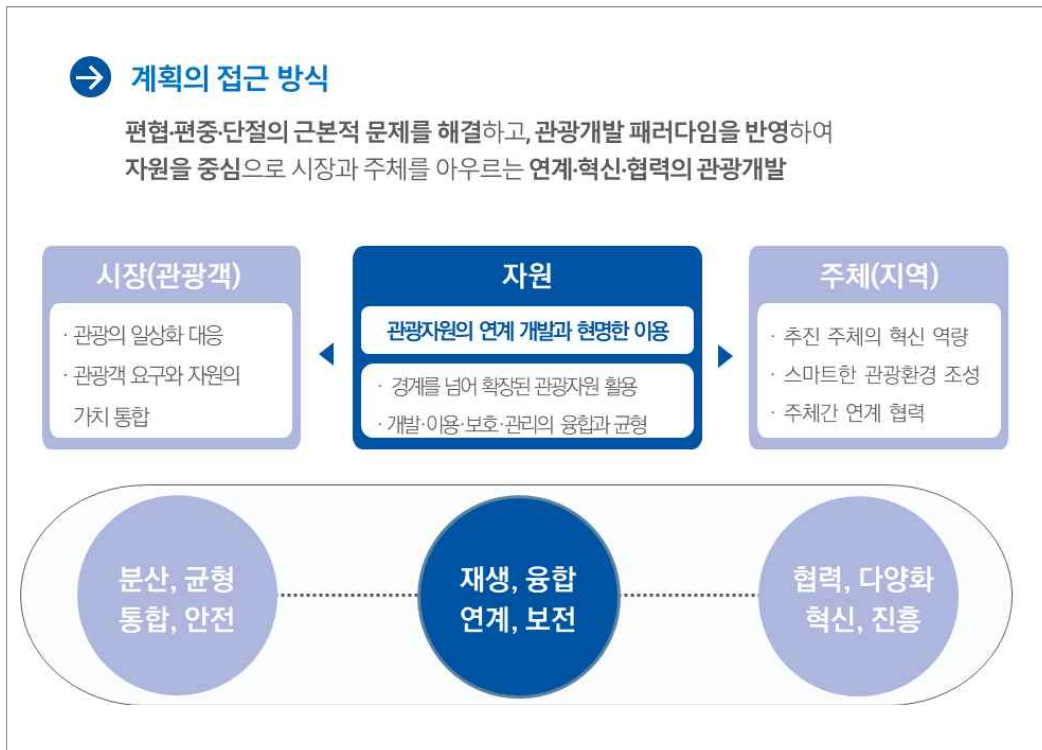 계획의 접근 방식
편협·편중·단절의 근본적 문제를 해결하고, 관광개발 패러다임을 반영하여
자원을 중심으로 시장과 주체를 아우르는 연계·혁신·협력의 관광개발
시장(관광객)
· 관광의 일상화 대응
· 관광객 요구와 자원의
가치 통합
자원
관광자원의 연계 개발과 현명한 이용
· 경계를 넘어 확장된 관광자원 활용
· 개발·이용·보호·관리의 융합과 균형
주체(지역)
· 추진 주체의 혁신 역량
· 스마트한 관광환경 조성
· 주체간 연계 협력
분산, 균형
통합, 안전
재생, 융합
연계, 보전
협력, 다양화
혁신, 진흥